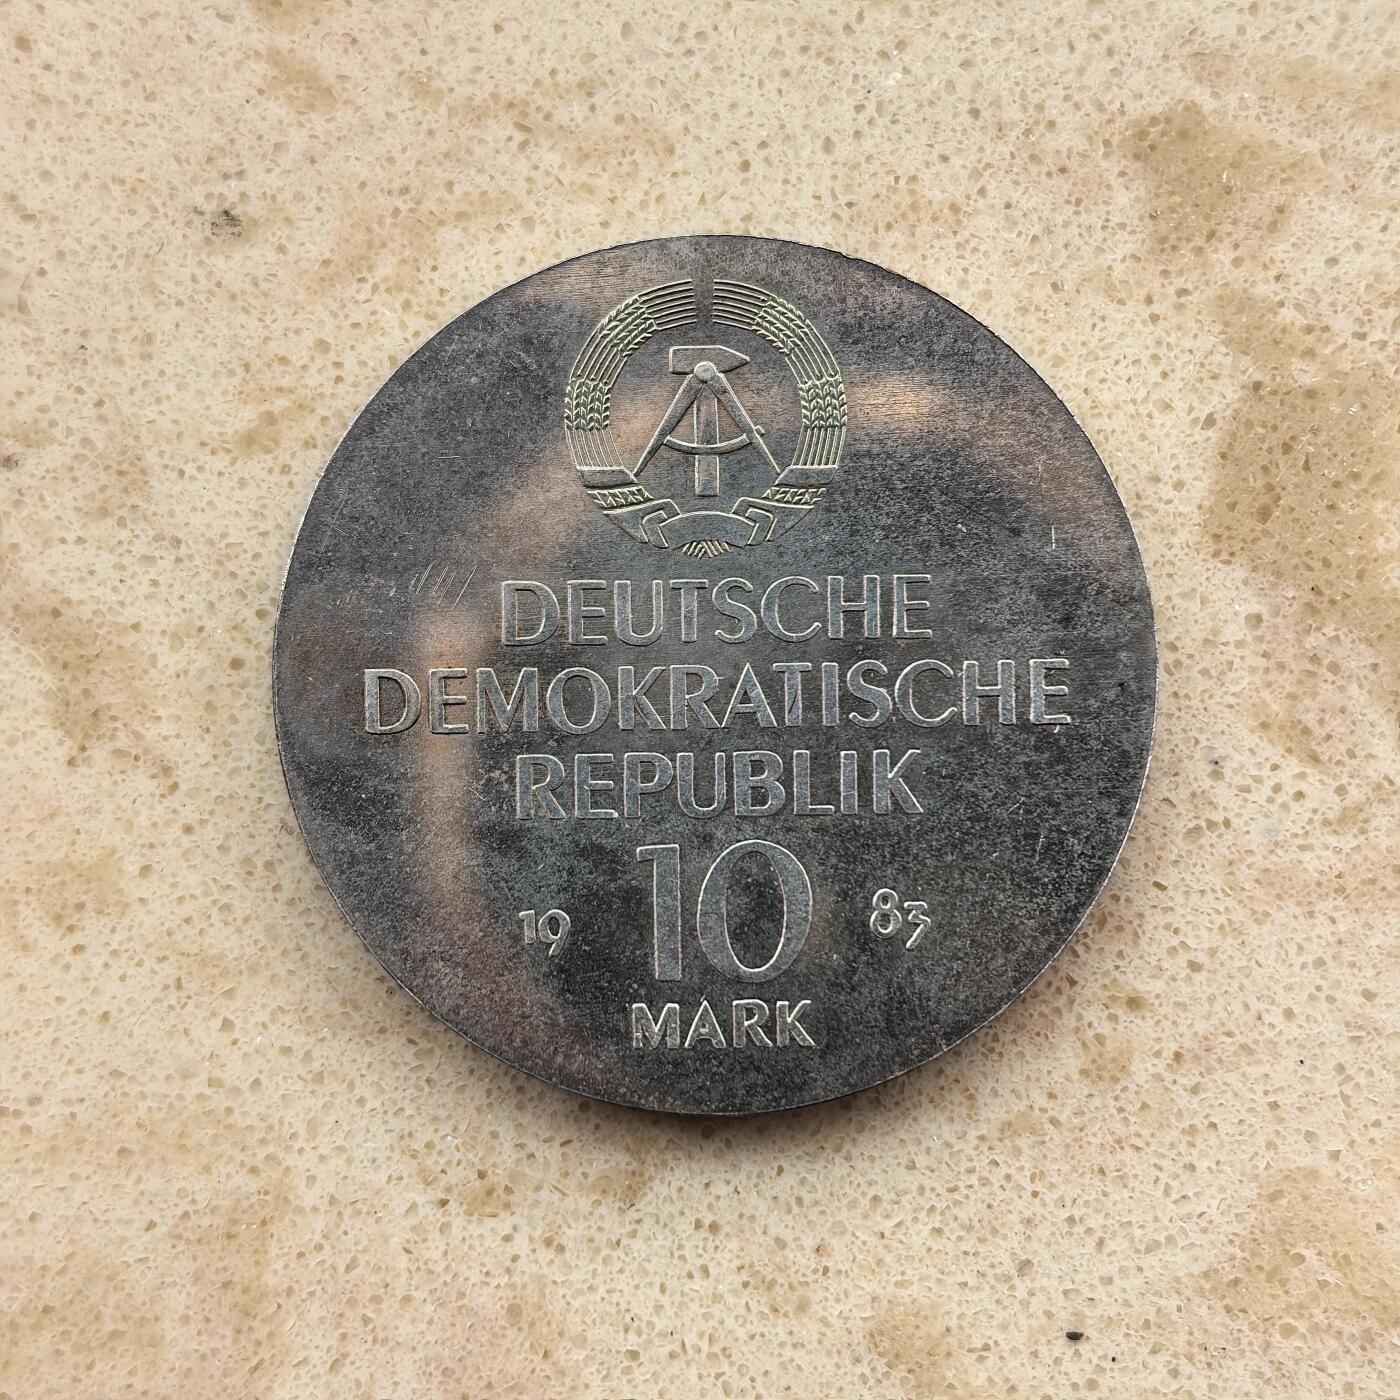 DEUTSCHE
DEMOKRATISCHE
REPUBLIK
10
19 83
MARK